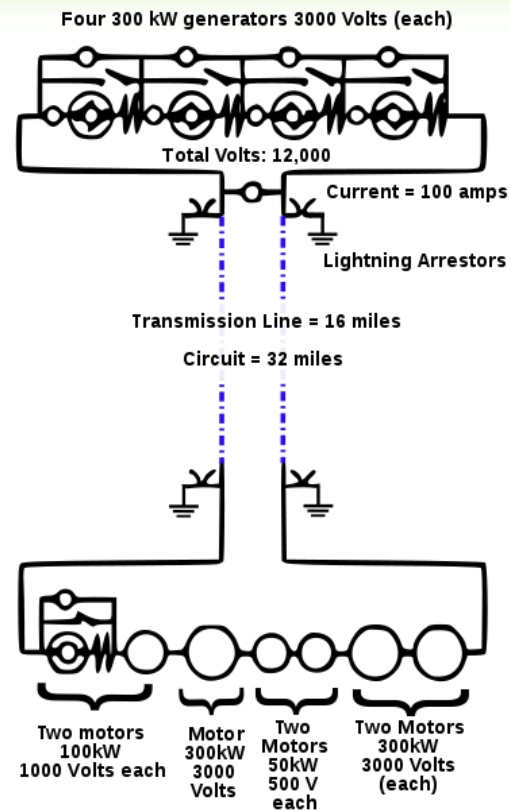 Four 300 kW generators 3000 Volts (each)
Total Volts: 12,000
Current = 100 amps
Lightning Arrestors
Transmission Line = 16 miles
Circuit = 32 miles
Two motors
100kW
1000 Volts each
Motor
300kW
3000
Volts
Two
Motors
50kW
500 V
each
Two Motors
300kW
3000 Volts
(each)